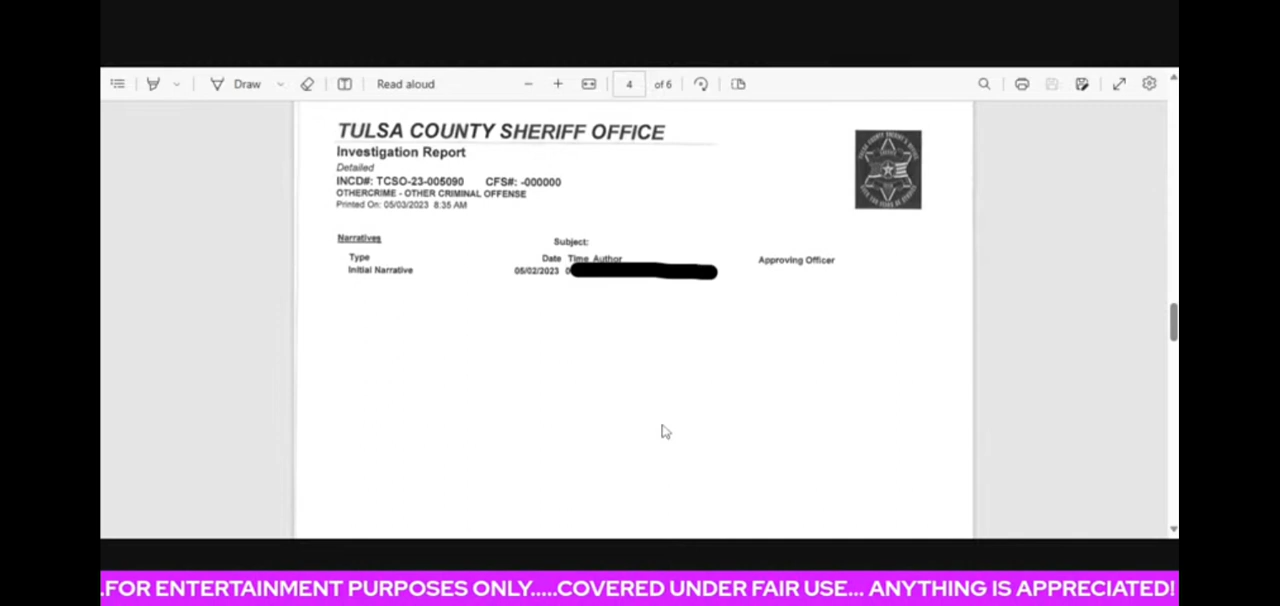 Draw Read aloud 4 of 6
TULSA COUNTY SHERIFF OFFICE
Investigation Report
Detailed
INCD#: TCSO-23-005090 CFS#: -000000
OTHERCRIME - OTHER CRIMINAL OFFENSE
Printed On: 05/03/2023 8:35 AM
Narratives Subject:
Type Date Time Author Approving Officer
Initial Narrative 05/02/2023 0
.FOR ENTERTAINMENT PURPOSES ONLY.....COVERED UNDER FAIR USE... ANYTHING IS APPRECIATED!